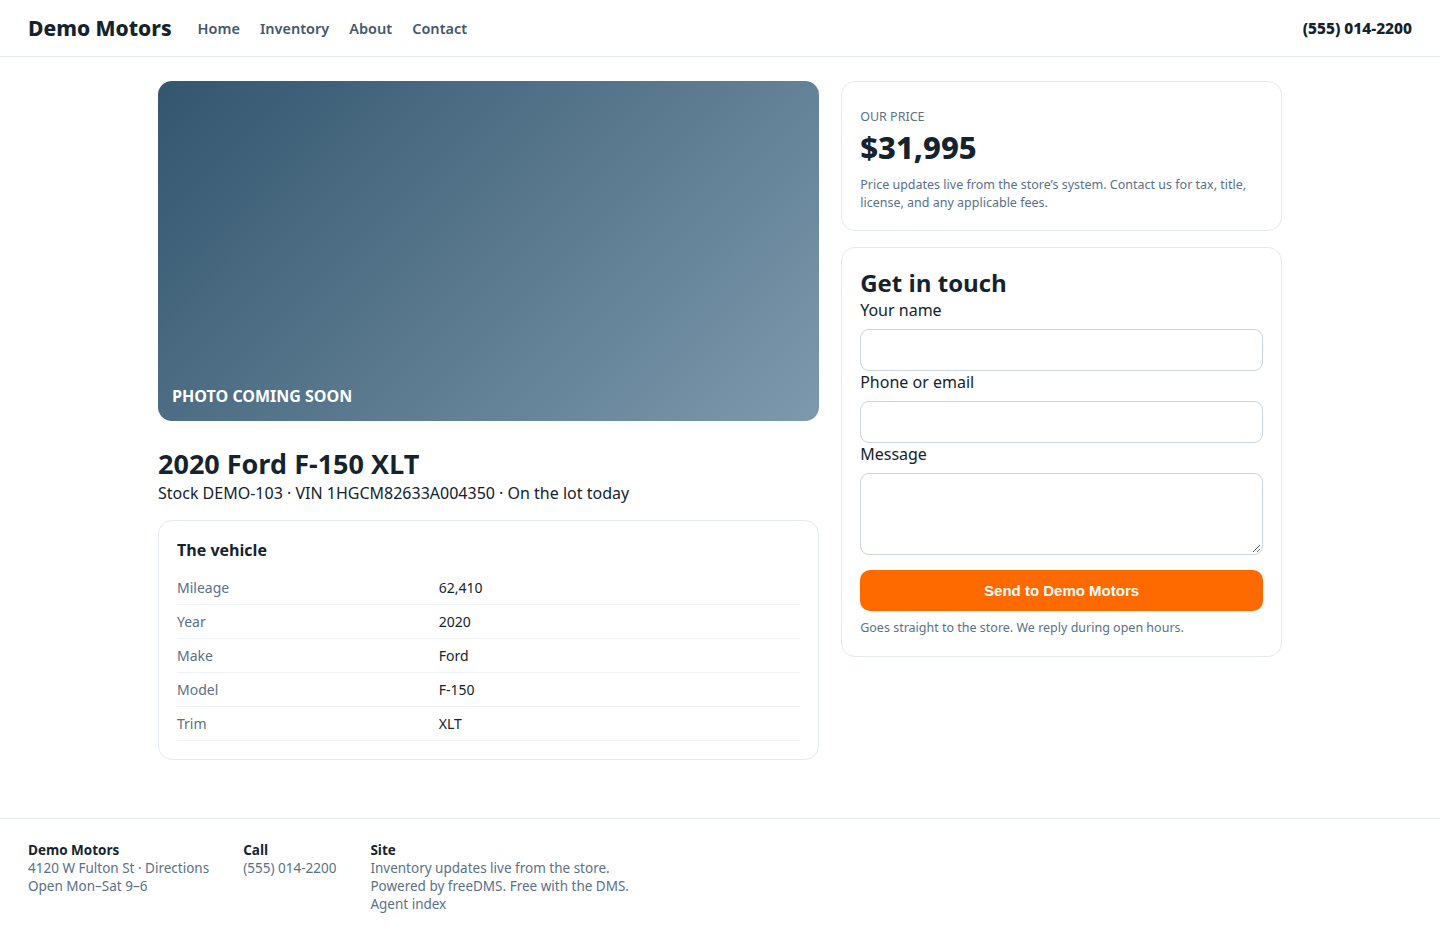 Demo Motors
Home
Inventory
About
Contact
(555) 014-2200
PHOTO COMING SOON
2020 Ford F-150 XLT
Stock DEMO-103 · VIN 1HGCM82633A004350 · On the lot today
The vehicle
Mileage 62,410
Year 2020
Make Ford
Model F-150
Trim XLT
OUR PRICE
$31,995
Price updates live from the store’s system. Contact us for tax, title,
license, and any applicable fees.
Get in touch
Your name
Phone or email
Message
Send to Demo Motors
Goes straight to the store. We reply during open hours.
Demo Motors
4120 W Fulton St · Directions
Open Mon–Sat 9–6
Call
(555) 014-2200
Site
Inventory updates live from the store.
Powered by freeDMS. Free with the DMS.
Agent index